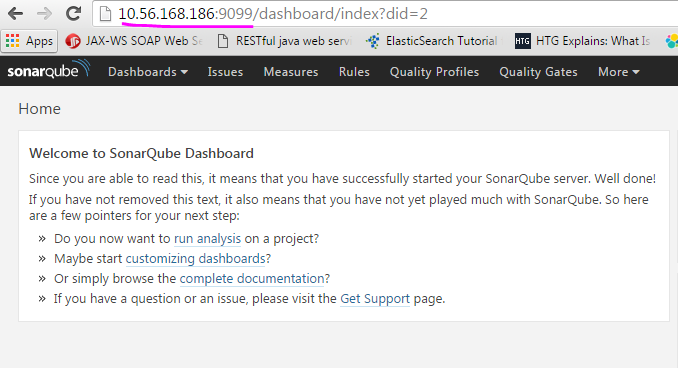 10.56.168.186:9099/dashboard/index?did=2
Apps JAX-WS SOAP Web Se RESTful java web servi ElasticSearch Tutorial HTG HTG Explains: What Is
sonarqube Dashboards Issues Measures Rules Quality Profiles Quality Gates More
Home
Welcome to SonarQube Dashboard
Since you are able to read this, it means that you have successfully started your SonarQube server. Well done!
If you have not removed this text, it also means that you have not yet played much with SonarQube. So here
are a few pointers for your next step:
» Do you now want to run analysis on a project?
» Maybe start customizing dashboards?
» Or simply browse the complete documentation?
» If you have a question or an issue, please visit the Get Support page.